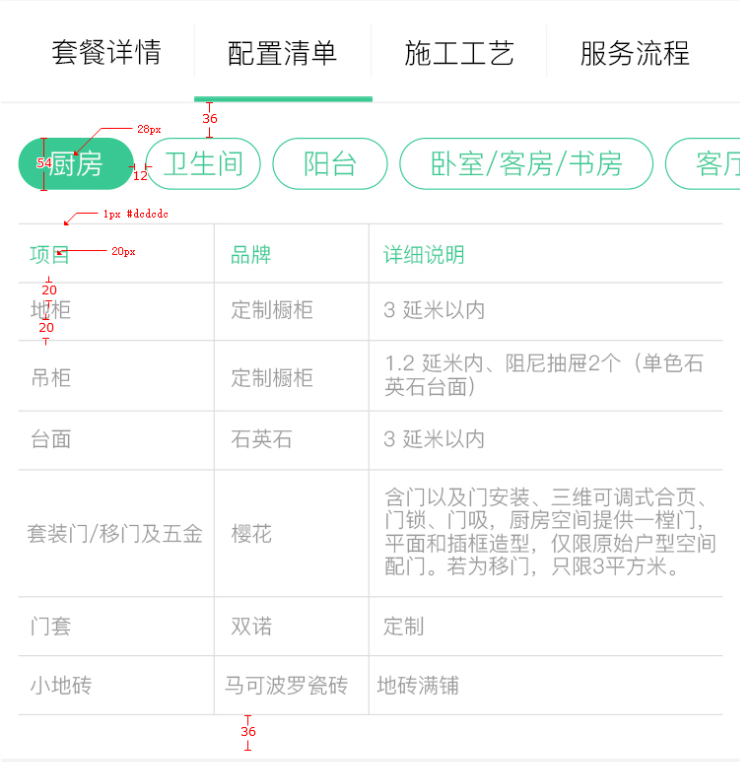 套餐详情 配置清单 施工工艺 服务流程
36
28px
54 厨房 12 卫生间 阳台 卧室/客房/书房 客厅
1px #dcdcdc
项目 品牌 详细说明
20px
20
地柜 定制橱柜 3 延米以内
20
吊柜 定制橱柜 1.2 延米内、阻尼抽屉2个（单色石
英石台面）
台面 石英石 3 延米以内
套装门/移门及五金 樱花 含门以及门安装、三维可调式合页、
门锁、门吸，厨房空间提供一樘门，
平面和插框造型，仅限原始户型空间
配门。若为移门，只限3平方米。
门套 双诺 定制
小地砖 马可波罗瓷砖 地砖满铺
36